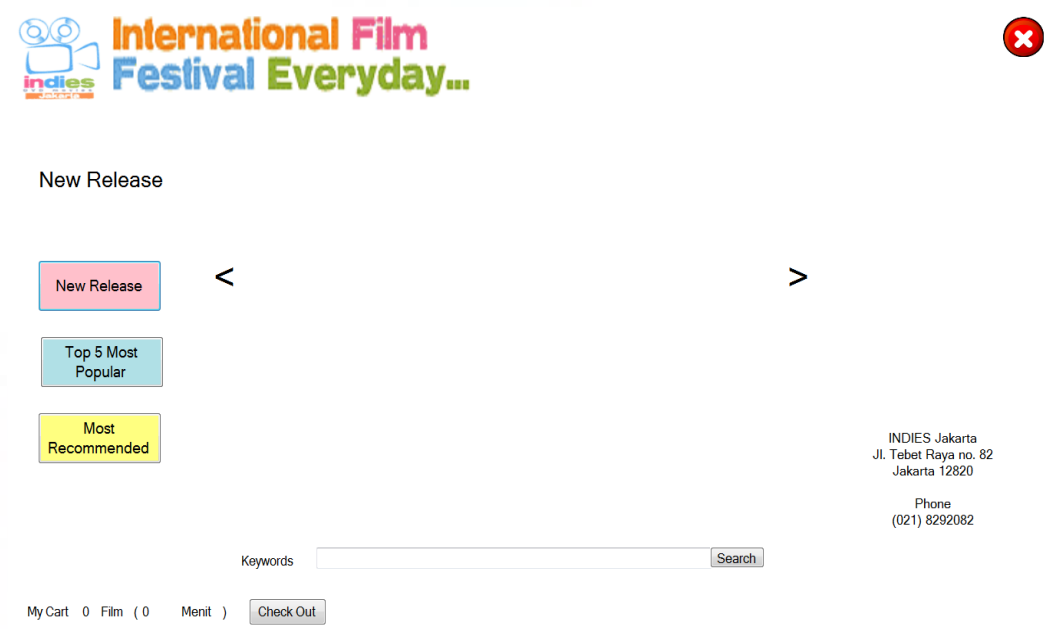 International Film
Festival Everyday...
indies
Jakarta
New Release
<
>
New Release
Top 5 Most
Popular
Most
Recommended
INDIES Jakarta
Jl. Tebet Raya no. 82
Jakarta 12820
Phone
(021) 8292082
Keywords
Search
My Cart 0 Film ( 0 Menit )
Check Out